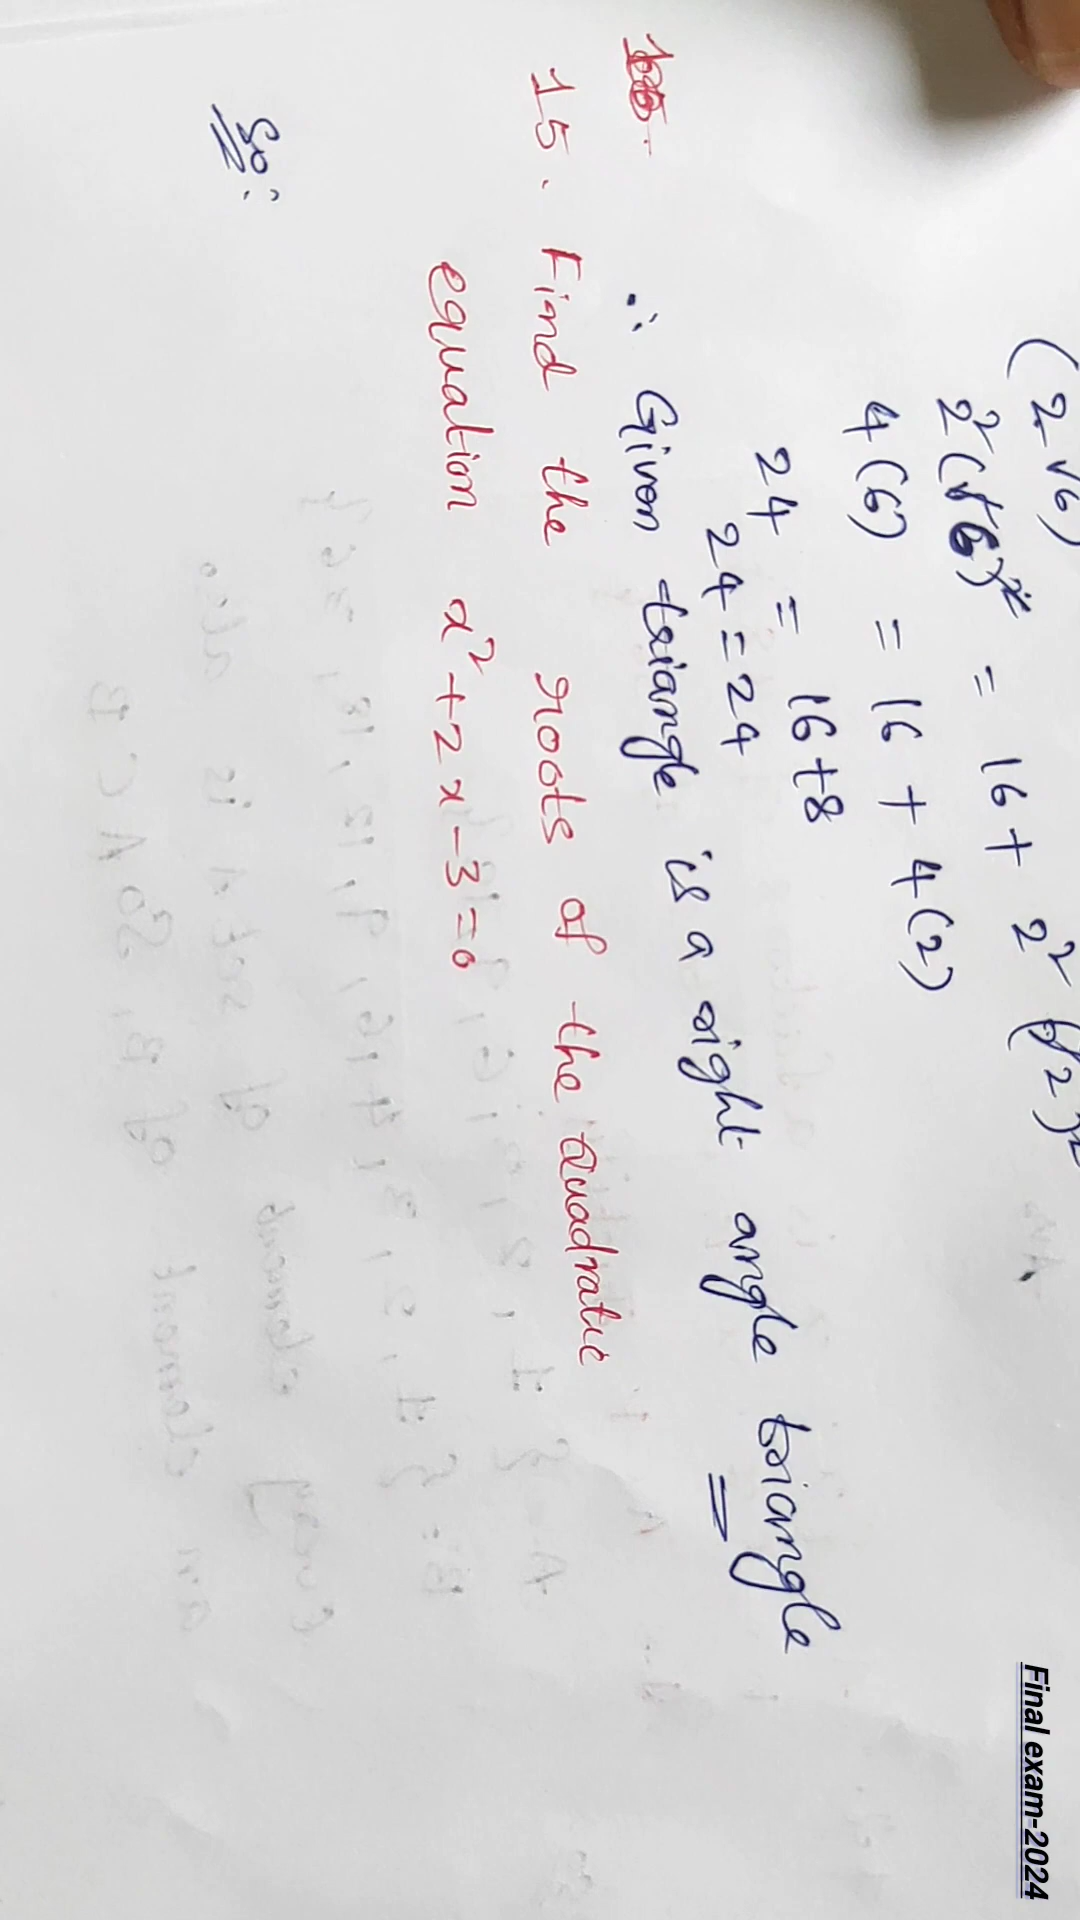 Final exam-2024
(2√6) 2² (√2)²
2²(√6)² = 16 + 
4(6) = 16 + 4(2)
24 = 16+8
24 = 24
∴ Given triangle is a right angle triangle
15. Find the roots of the quadratic
equation x²+2x-3=0
So: